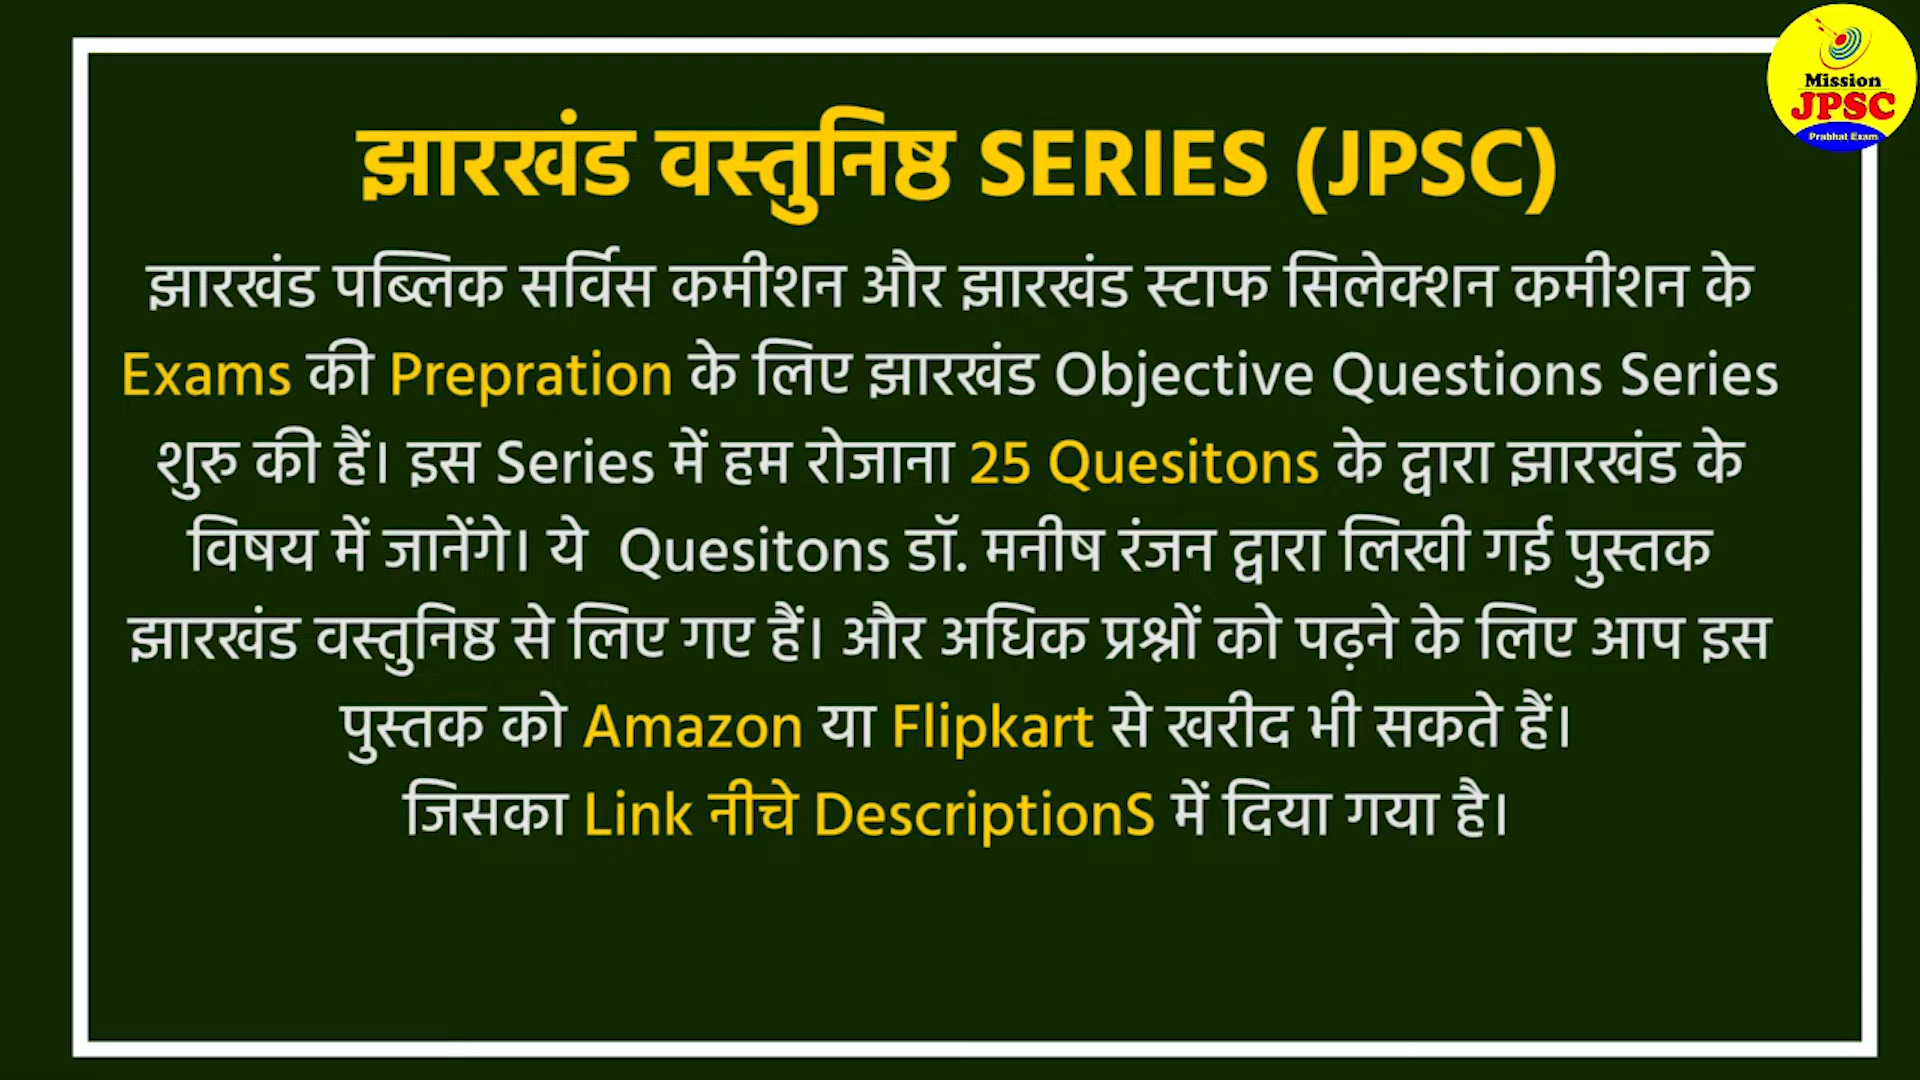 Mission
JPSC
Prabhat Exam
झारखंड वस्तुनिष्ठ SERIES (JPSC)
झारखंड पब्लिक सर्विस कमीशन और झारखंड स्टाफ सिलेक्शन कमीशन के
Exams की Prepration के लिए झारखंड Objective Questions Series
शुरु की हैं। इस Series में हम रोजाना 25 Quesitons के द्वारा झारखंड के
विषय में जानेंगे। ये Quesitons डॉ. मनीष रंजन द्वारा लिखी गई पुस्तक
झारखंड वस्तुनिष्ठ से लिए गए हैं। और अधिक प्रश्नों को पढ़ने के लिए आप इस
पुस्तक को Amazon या Flipkart से खरीद भी सकते हैं।
जिसका Link नीचे DescriptionS में दिया गया है।